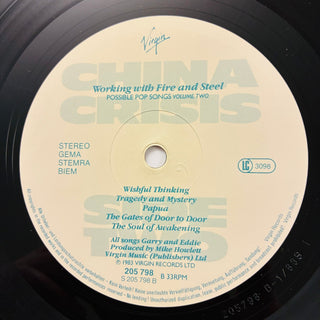 Virgin
CHINA
CRISIS
Working with Fire and Steel
POSSIBLE POP SONGS VOLUME TWO
STEREO
GEMA
STEMRA
BIEM
LC 3098
SIDE
TWO
Wishful Thinking
Tragedy and Mystery
Papua
The Gates of Door to Door
The Soul of Awakening
All songs Garry and Eddie
Produced by Mike Howlett
Virgin Music (Publishers) Ltd
℗ 1983 VIRGIN RECORDS LTD
205 798 B 33RPM
S 205 798 B